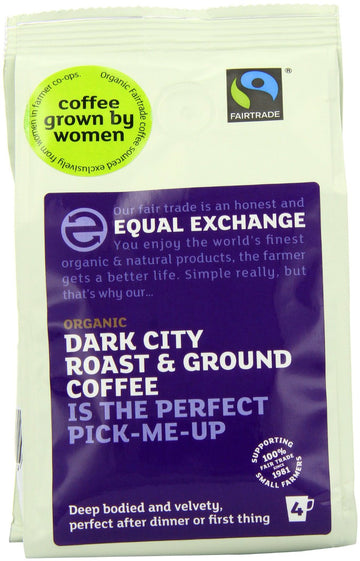 Organic Fairtrade coffee sourced exclusively from women in farmer co-ops.
coffee
grown by
women
®
FAIRTRADE
Our fair trade is an honest and
EQUAL EXCHANGE
You enjoy the world's finest
organic & natural products, the farmer
gets a better life. Simple really, but
that's why our...
ORGANIC
DARK CITY
ROAST & GROUND
COFFEE
IS THE PERFECT
PICK-ME-UP
SUPPORTING
100%
FAIR TRADE
SINCE
1981
SMALL FARMERS
Deep bodied and velvety,
perfect after dinner or first thing
4